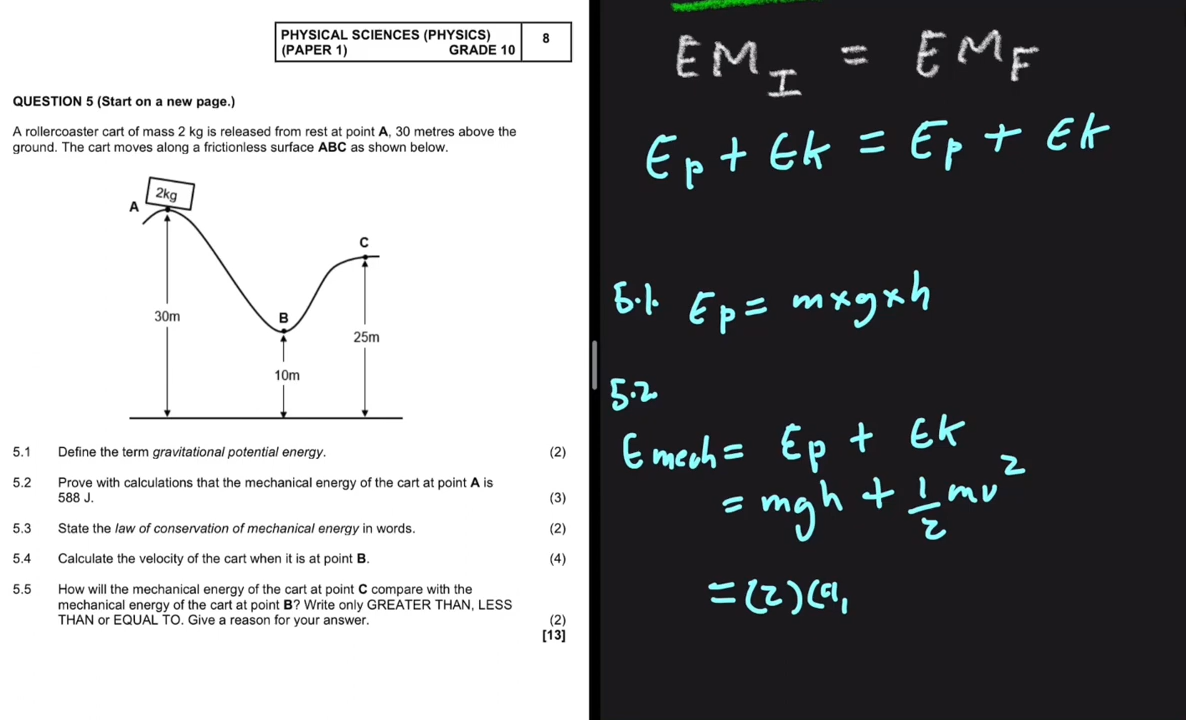 PHYSICAL SCIENCES (PHYSICS)
(PAPER 1) GRADE 10
8
QUESTION 5 (Start on a new page.)
A rollercoaster cart of mass 2 kg is released from rest at point A, 30 metres above the
ground. The cart moves along a frictionless surface ABC as shown below.
2kg
A
C
B
30m
25m
10m
5.1 Define the term gravitational potential energy. (2)
5.2 Prove with calculations that the mechanical energy of the cart at point A is
588 J. (3)
5.3 State the law of conservation of mechanical energy in words. (2)
5.4 Calculate the velocity of the cart when it is at point B. (4)
5.5 How will the mechanical energy of the cart at point C compare with the
mechanical energy of the cart at point B? Write only GREATER THAN, LESS
THAN or EQUAL TO. Give a reason for your answer. (2)
[13]
EM_I = EM_F
Ep + Ek = Ep + Ek
5.1. Ep = m×g×h
5.2
E mech = Ep + Ek
= mgh + 1/2 mv²
= (2)(9,